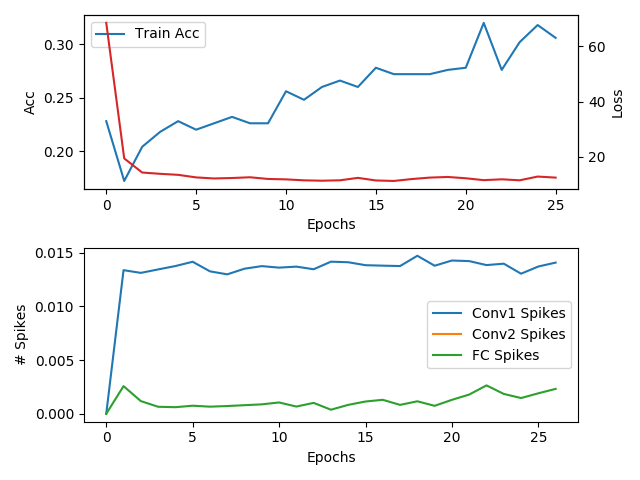 Train Acc
Acc
0.30
0.25
0.20
60
40
20
Loss
0 5 10 15 20 25
Epochs
# Spikes
0.015
0.010
0.005
0.000
Conv1 Spikes
Conv2 Spikes
FC Spikes
0 5 10 15 20 25
Epochs